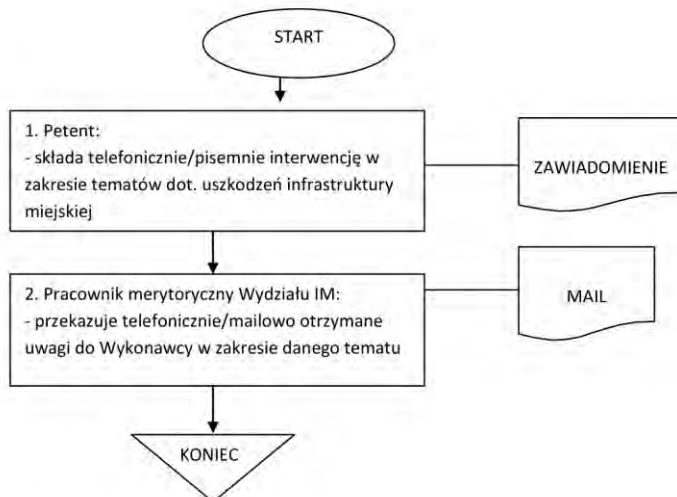 START
1. Petent:
- składa telefonicznie/pisemnie interwencję w
zakresie tematów dot. uszkodzeń infrastruktury
miejskiej
ZAWIADOMIENIE
2. Pracownik merytoryczny Wydziału IM:
- przekazuje telefonicznie/mailowo otrzymane
uwagi do Wykonawcy w zakresie danego tematu
MAIL
KONIEC